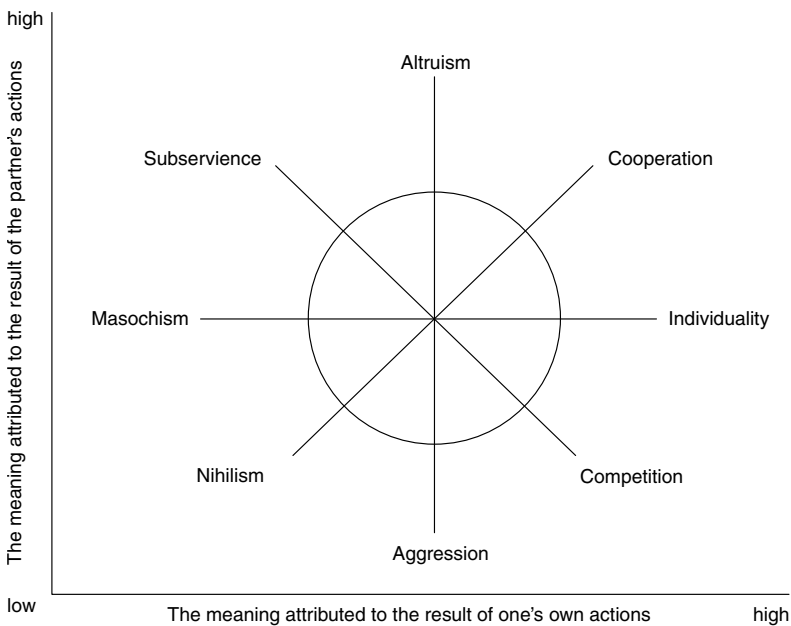 high
The meaning attributed to the result of the partner's actions
Altruism
Subservience
Cooperation
Masochism
Individuality
Nihilism
Competition
Aggression
low
The meaning attributed to the result of one's own actions
high